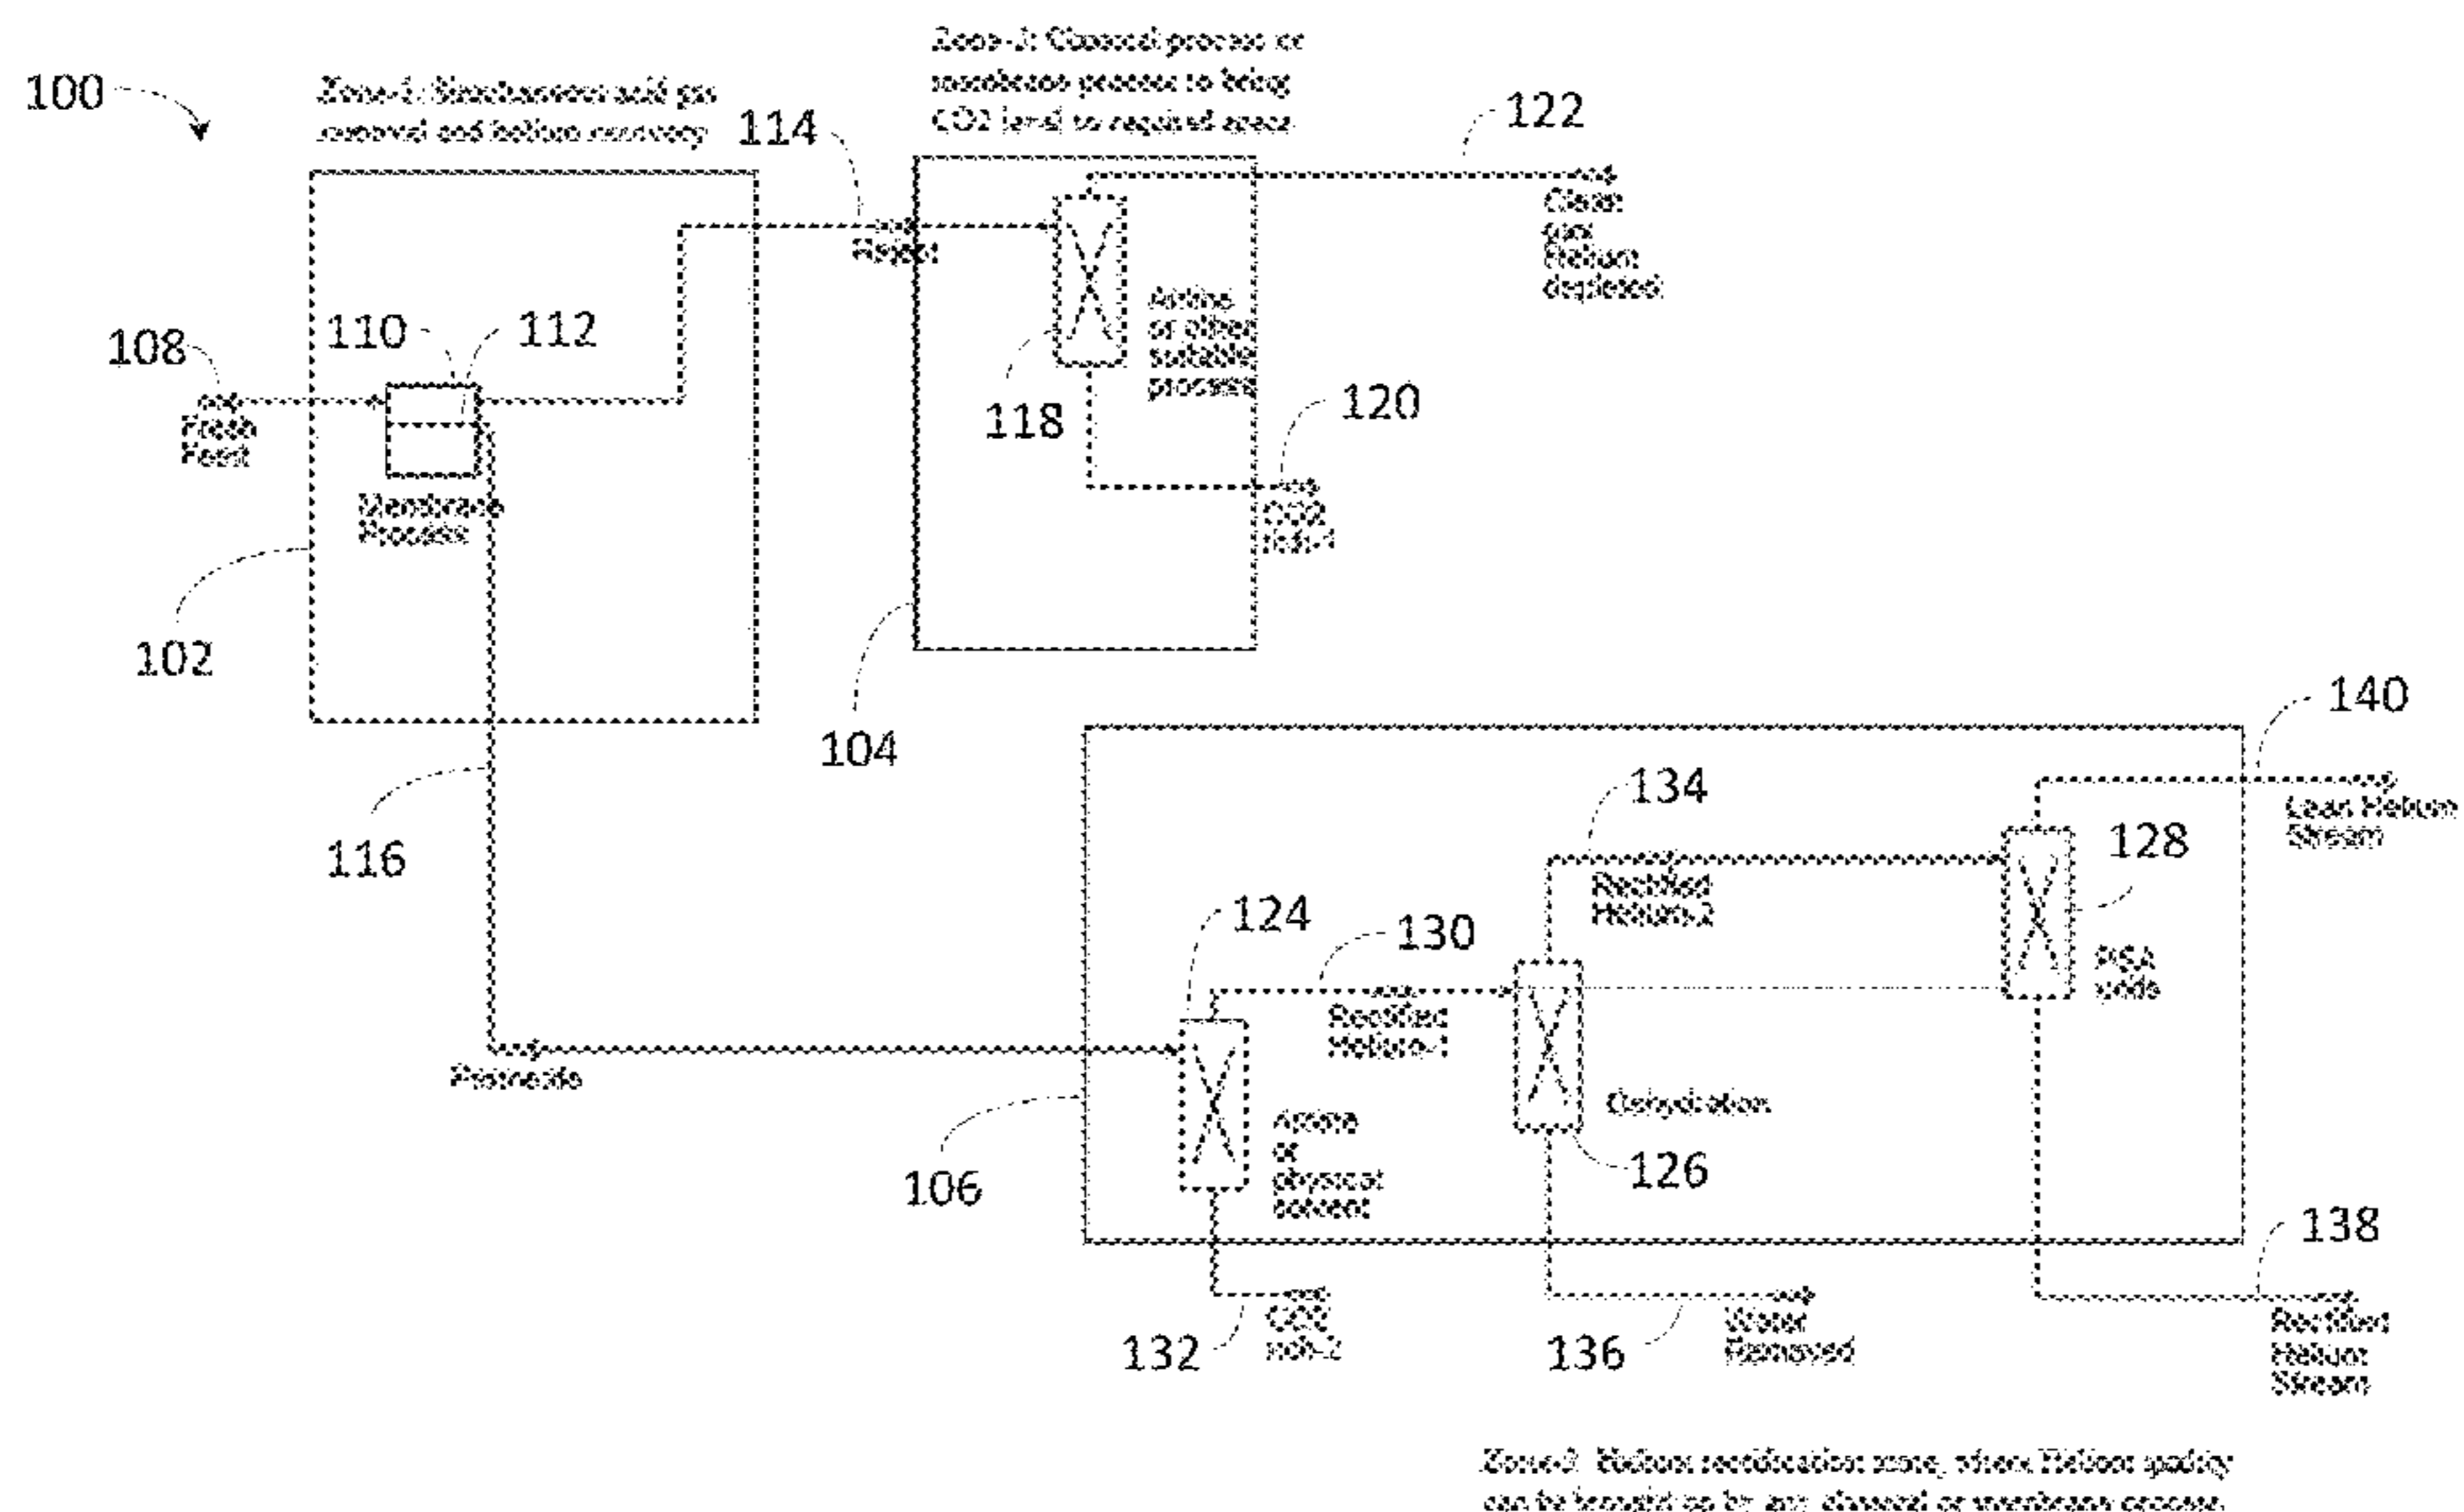 100
Zone-1: Simultaneous acid gas
removal and helium recovery
Zone-2: Classical process or
membrane process to being
CO2 level to required specs
114
122
Clean
gas
Helium
depleted
Reject
Amine
or other
suitable
process
118
120
CO2
rich-1
108
110
112
Fresh
Feed
Membrane
Process
102
104
116
Permeate
106
140
Lean Helium
Stream
134
Rectified
Helium-2
128
PSA
units
124
130
Rectified
Helium-1
Dehydration
126
Amine
or
physical
solvent
132
CO2
rich-2
136
Water
Removed
138
Rectified
Helium
Stream
Zone-3: Helium rectification zone, where Helium quality
can be brought up by any classical or membrane process.